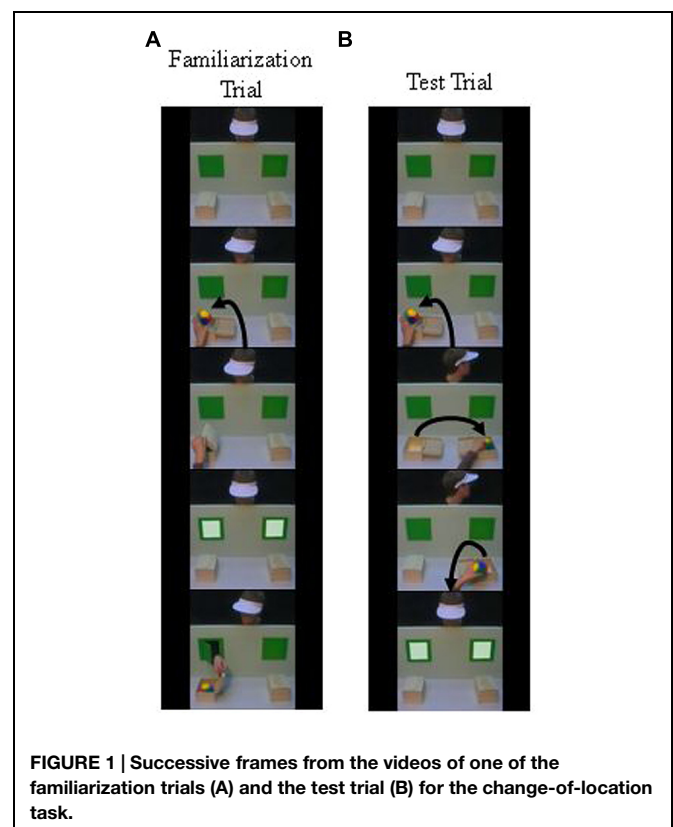 A
Familiarization
Trial
B
Test Trial
FIGURE 1 | Successive frames from the videos of one of the
familiarization trials (A) and the test trial (B) for the change-of-location
task.